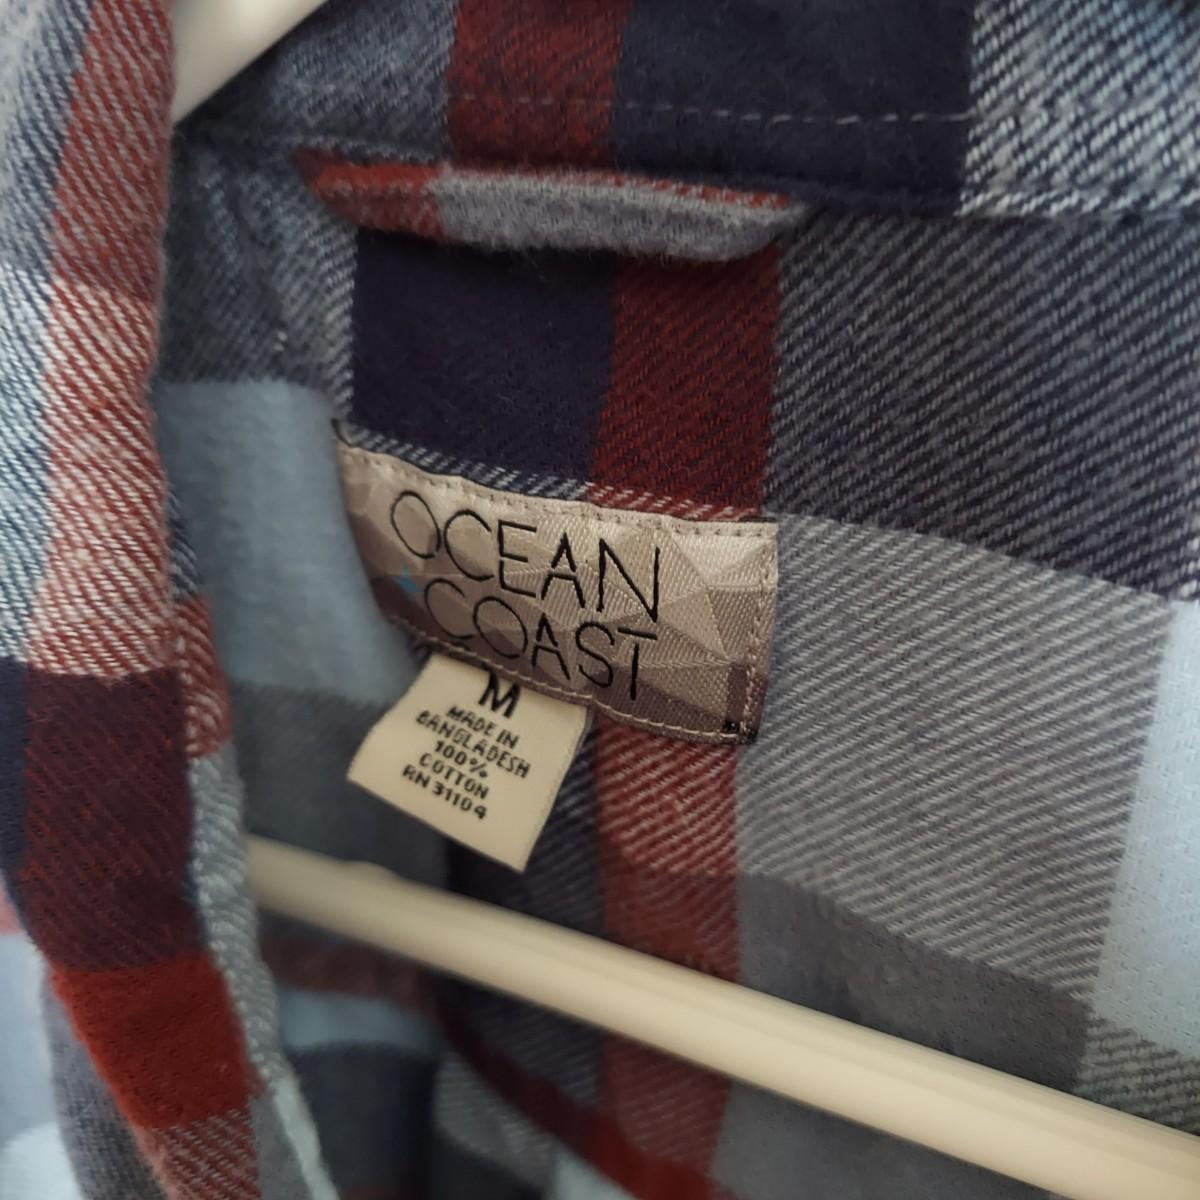 OCEAN
COAST
M
MADE IN
BANGLADESH
100%
COTTON
RN 31104